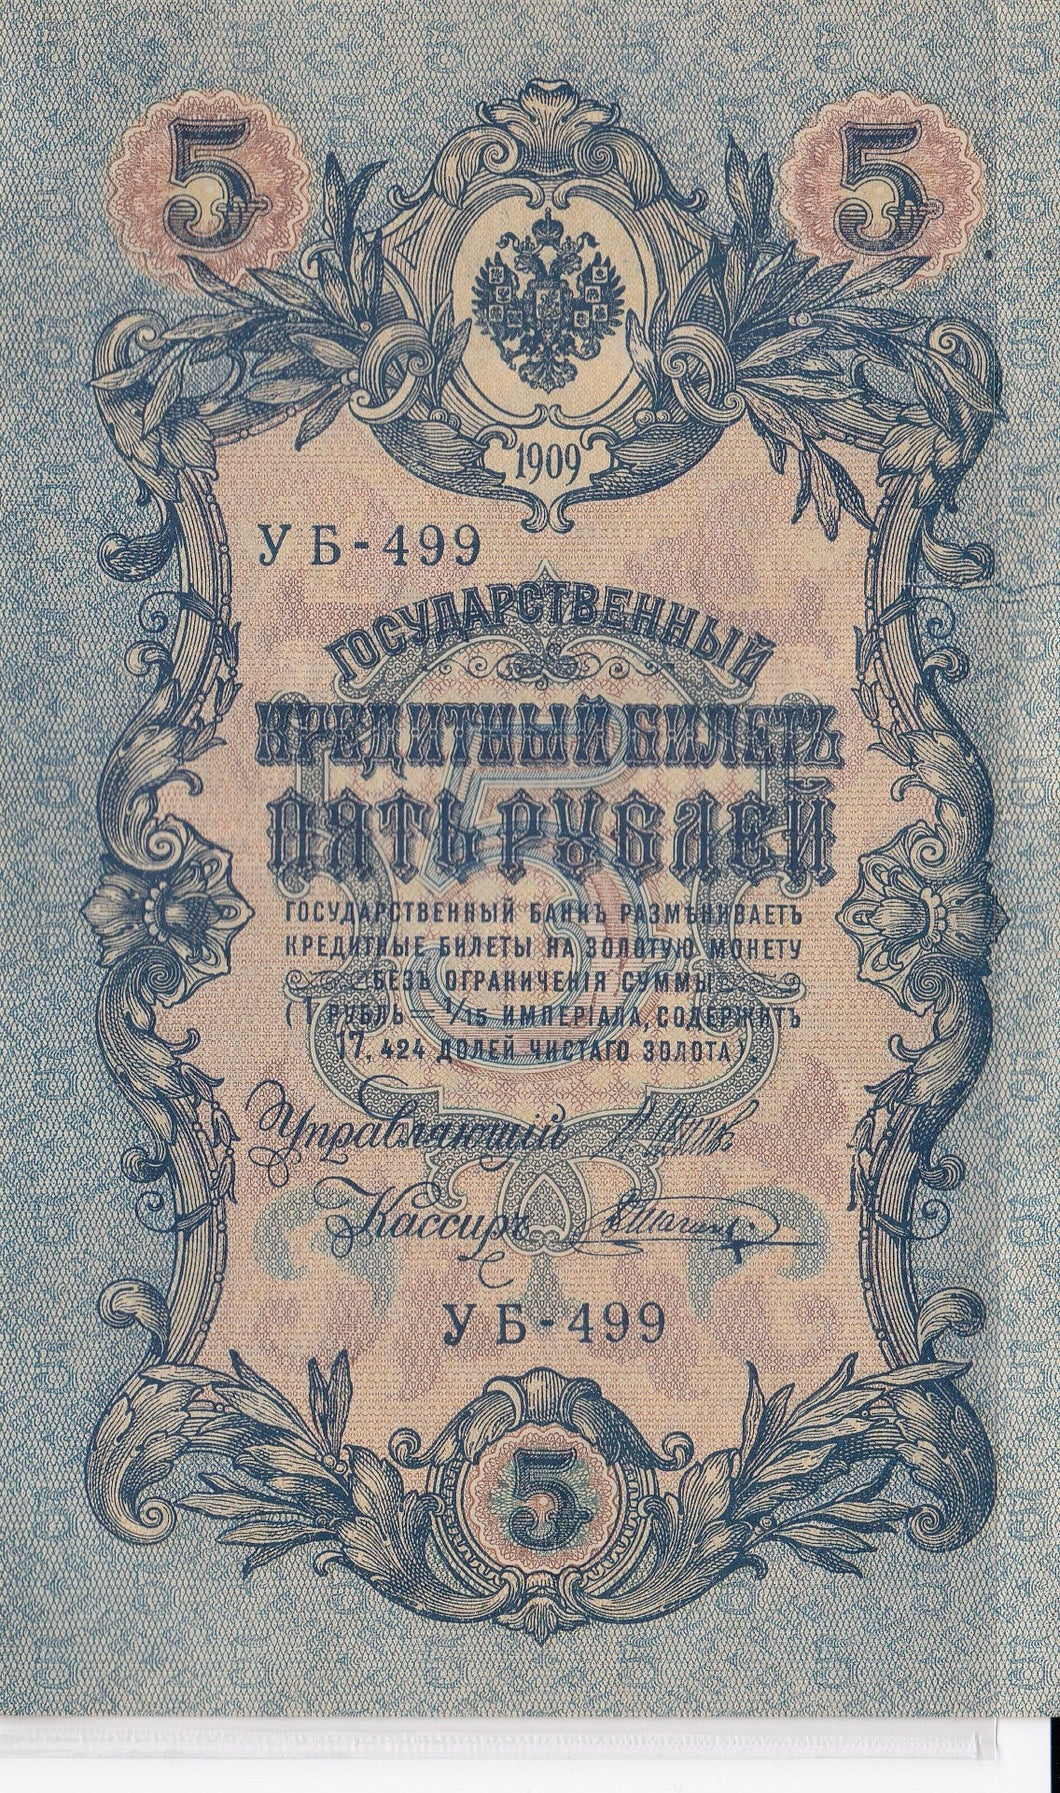 5 5
1909
УБ-499
ГОСУДАРСТВЕННЫЙ
КРЕДИТНЫЙ БИЛЕТЪ
ПЯТЬ РУБЛЕЙ
5
ГОСУДАРСТВЕННЫЙ БАНКЪ РАЗМѢНИВАЕТЪ
КРЕДИТНЫЕ БИЛЕТЫ НА ЗОЛОТУЮ МОНЕТУ
БЕЗЪ ОГРАНИЧЕНІЯ СУММЫ
(1 РУБЛЬ = 1/15 ИМПЕРІАЛА, СОДЕРЖИТЪ
17,424 ДОЛЕЙ ЧИСТАГО ЗОЛОТА).
Управляющій
Кассиръ
УБ-499
5